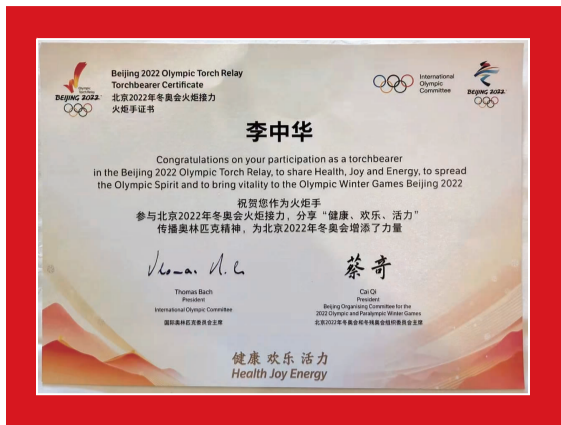 Beijing 2022 Olympic Torch Relay
Torchbearer Certificate
北京2022年冬奥会火炬接力
火炬手证书
BEIJING 2022
International
Olympic
Committee
BEIJING 2022
李中华
Congratulations on your participation as a torchbearer
in the Beijing 2022 Olympic Torch Relay, to share Health, Joy and Energy, to spread
the Olympic Spirit and to bring vitality to the Olympic Winter Games Beijing 2022
祝贺您作为火炬手
参与北京2022年冬奥会火炬接力，分享“健康、欢乐、活力”
传播奥林匹克精神，为北京2022年冬奥会增添了力量
蔡奇
Thomas Bach
President
International Olympic Committee
国际奥林匹克委员会主席
Cai Qi
President
Beijing Organising Committee for the
2022 Olympic and Paralympic Winter Games
北京2022年冬奥会和冬残奥会组织委员会主席
健康 欢乐 活力
Health Joy Energy